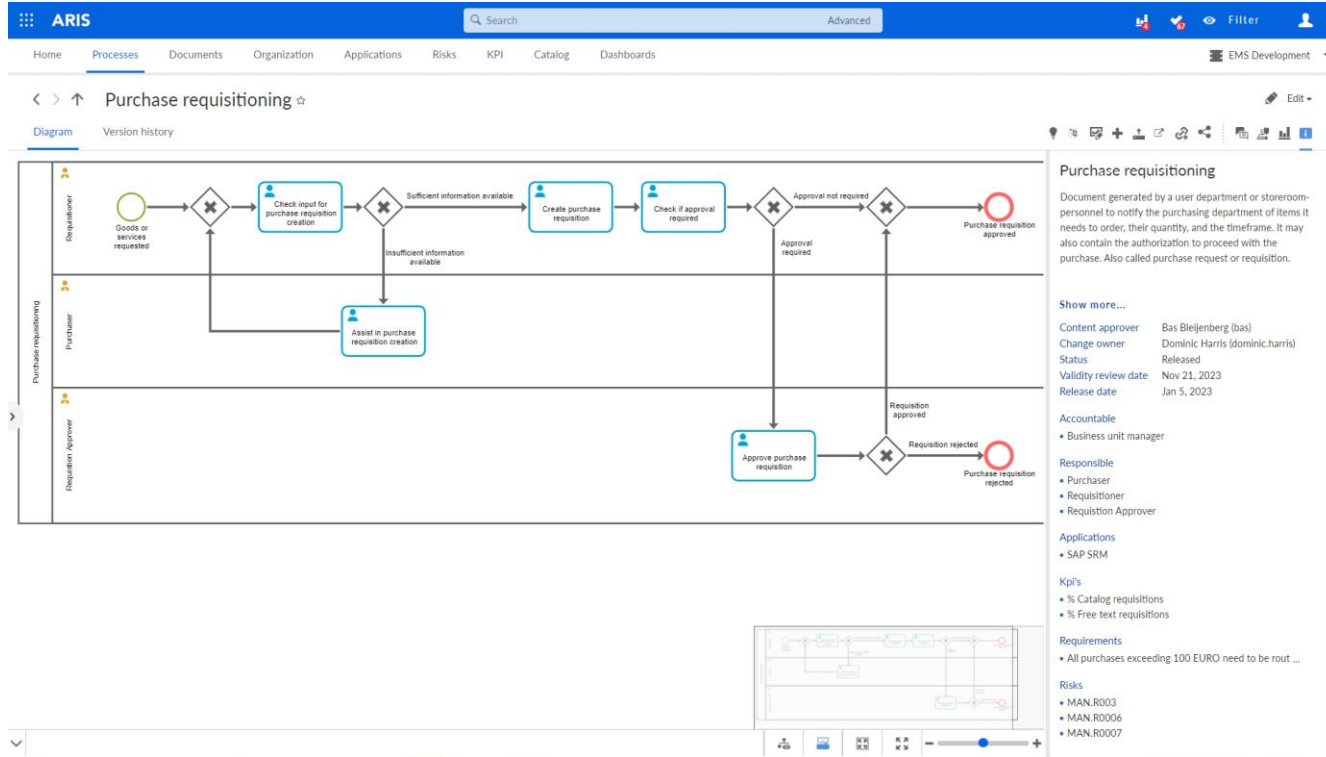 ARIS
Search
Advanced
4
67
Filter
Home
Processes
Documents
Organization
Applications
Risks
KPI
Catalog
Dashboards
EMS Development
Purchase requisitioning
Edit
Diagram
Version history
Purchase requisitioning
Requisitioner
Goods or
services
requested
Check input for
purchase requisition
creation
Sufficient information available
Insufficient information
available
Create purchase
requisition
Check if approval
required
Approval not required
Approval
required
Purchase requisition
approved
Purchaser
Assist in purchase
requisition creation
Requistion Approver
Approve purchase
requisition
Requisition
approved
Requisition rejected
Purchase requisition
rejected
Purchase requisitioning
Document generated by a user department or storeroom-
personnel to notify the purchasing department of items it
needs to order, their quantity, and the timeframe. It may
also contain the authorization to proceed with the
purchase. Also called purchase request or requisition.
Show more...
Content approver Bas Bleijenberg (bas)
Change owner Dominic Harris (dominic.harris)
Status Released
Validity review date Nov 21, 2023
Release date Jan 5, 2023
Accountable
• Business unit manager
Responsible
• Purchaser
• Requisitioner
• Requistion Approver
Applications
• SAP SRM
Kpi's
• % Catalog requisitions
• % Free text requisitions
Requirements
• All purchases exceeding 100 EURO need to be rout ...
Risks
• MAN.R003
• MAN.R0006
• MAN.R0007